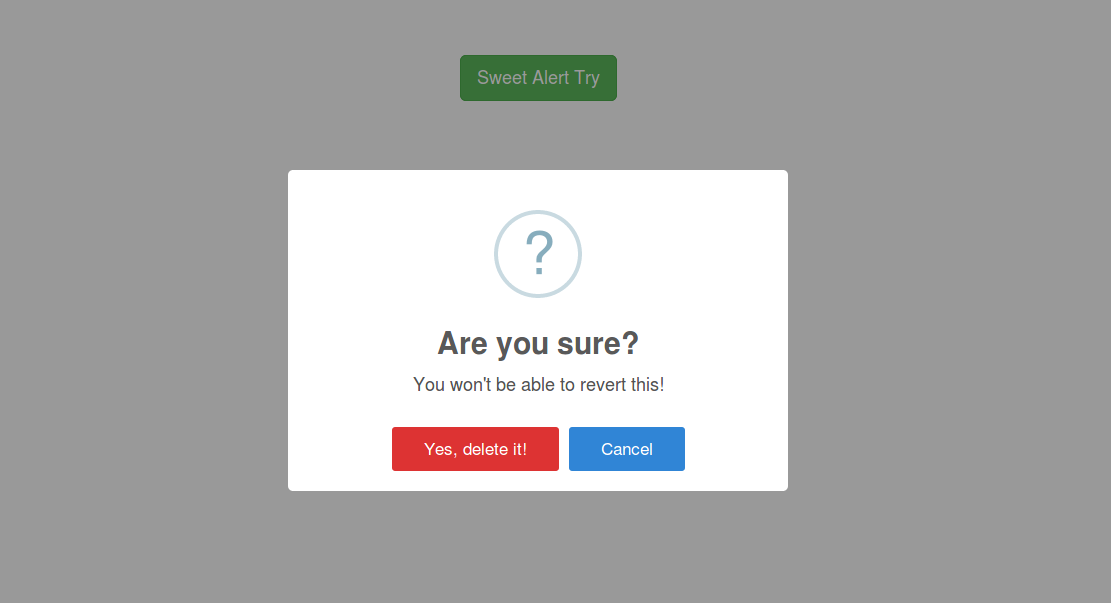 Sweet Alert Try
?
Are you sure?
You won't be able to revert this!
Yes, delete it! Cancel